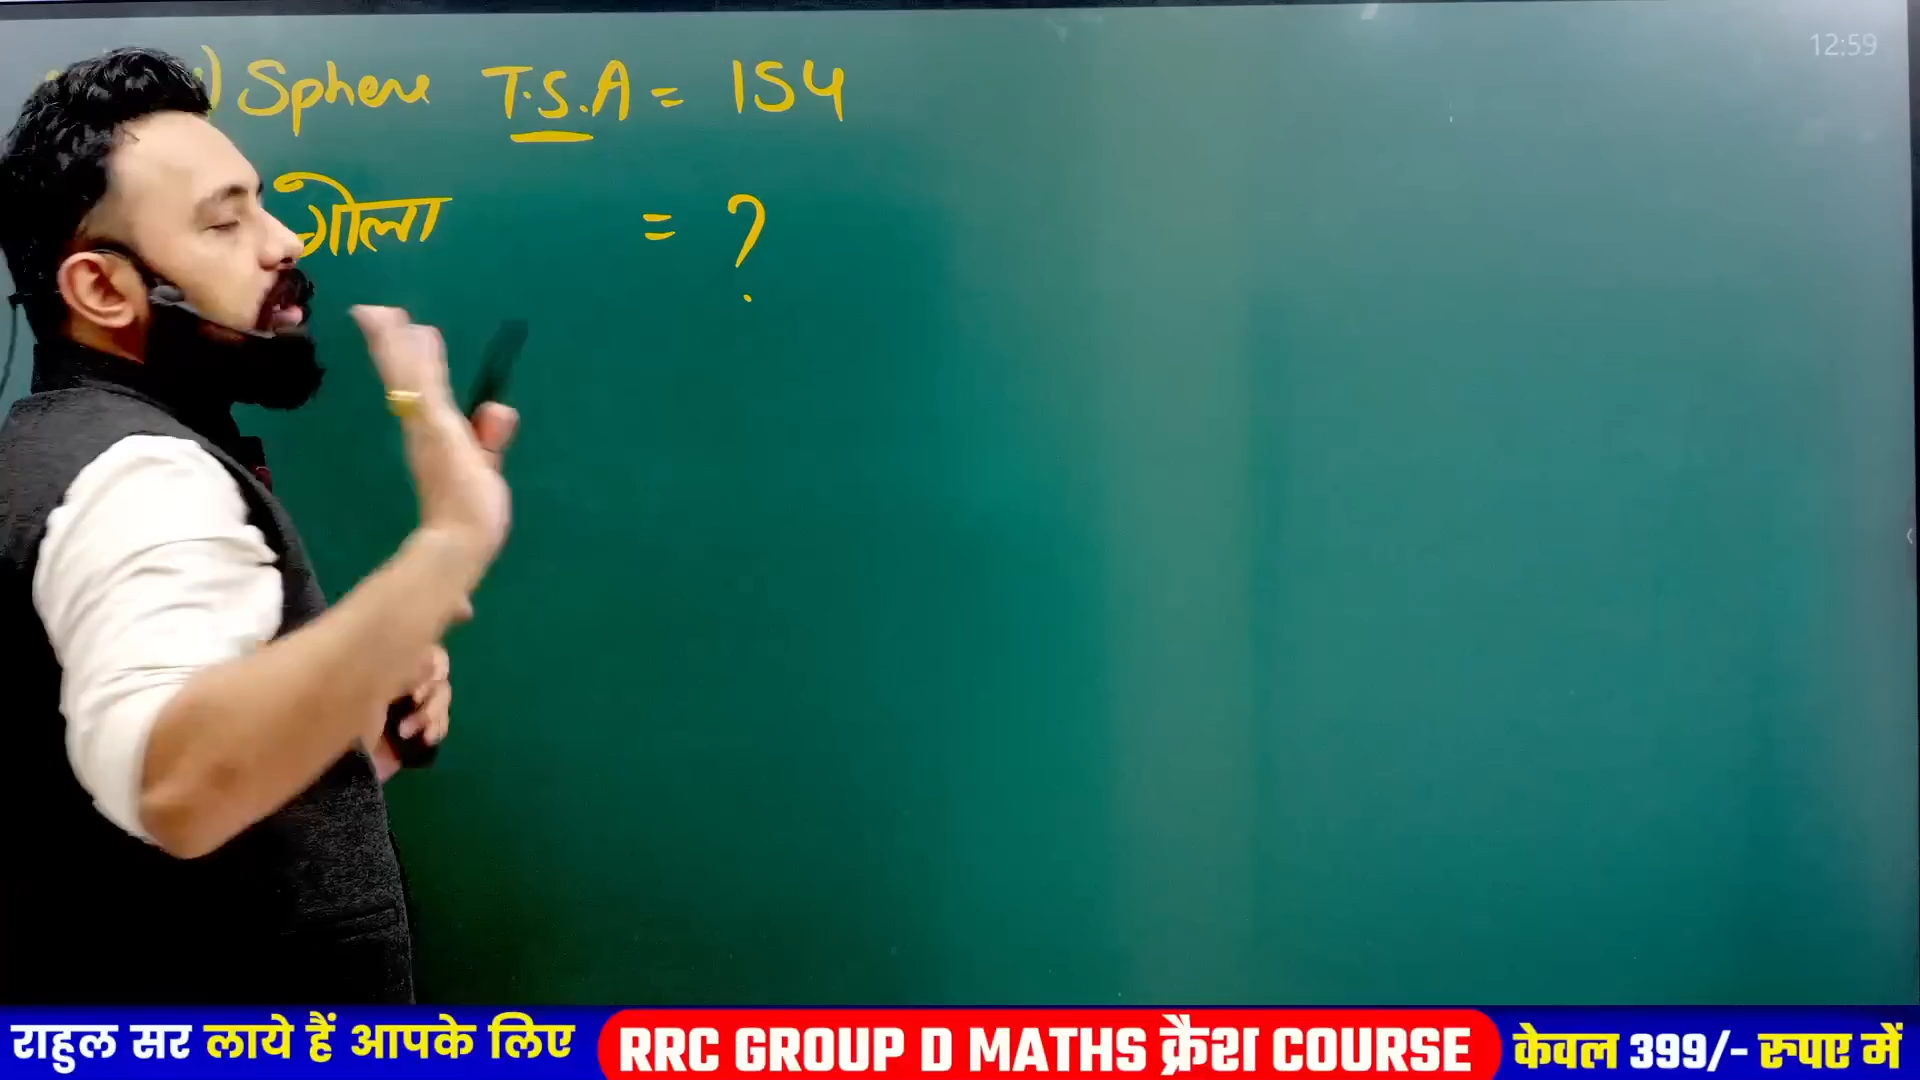 12:59
) Sphere T.S.A = 154
गोला = ?
राहुल सर लाये हैं आपके लिए RRC GROUP D MATHS क्रैश COURSE केवल 399/- रुपए में